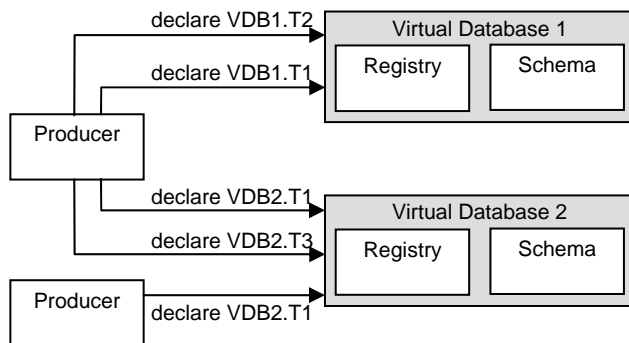 declare VDB1.T2
Virtual Database 1
Registry
Schema
declare VDB1.T1
Producer
declare VDB2.T1
Virtual Database 2
declare VDB2.T3
Registry
Schema
Producer
declare VDB2.T1